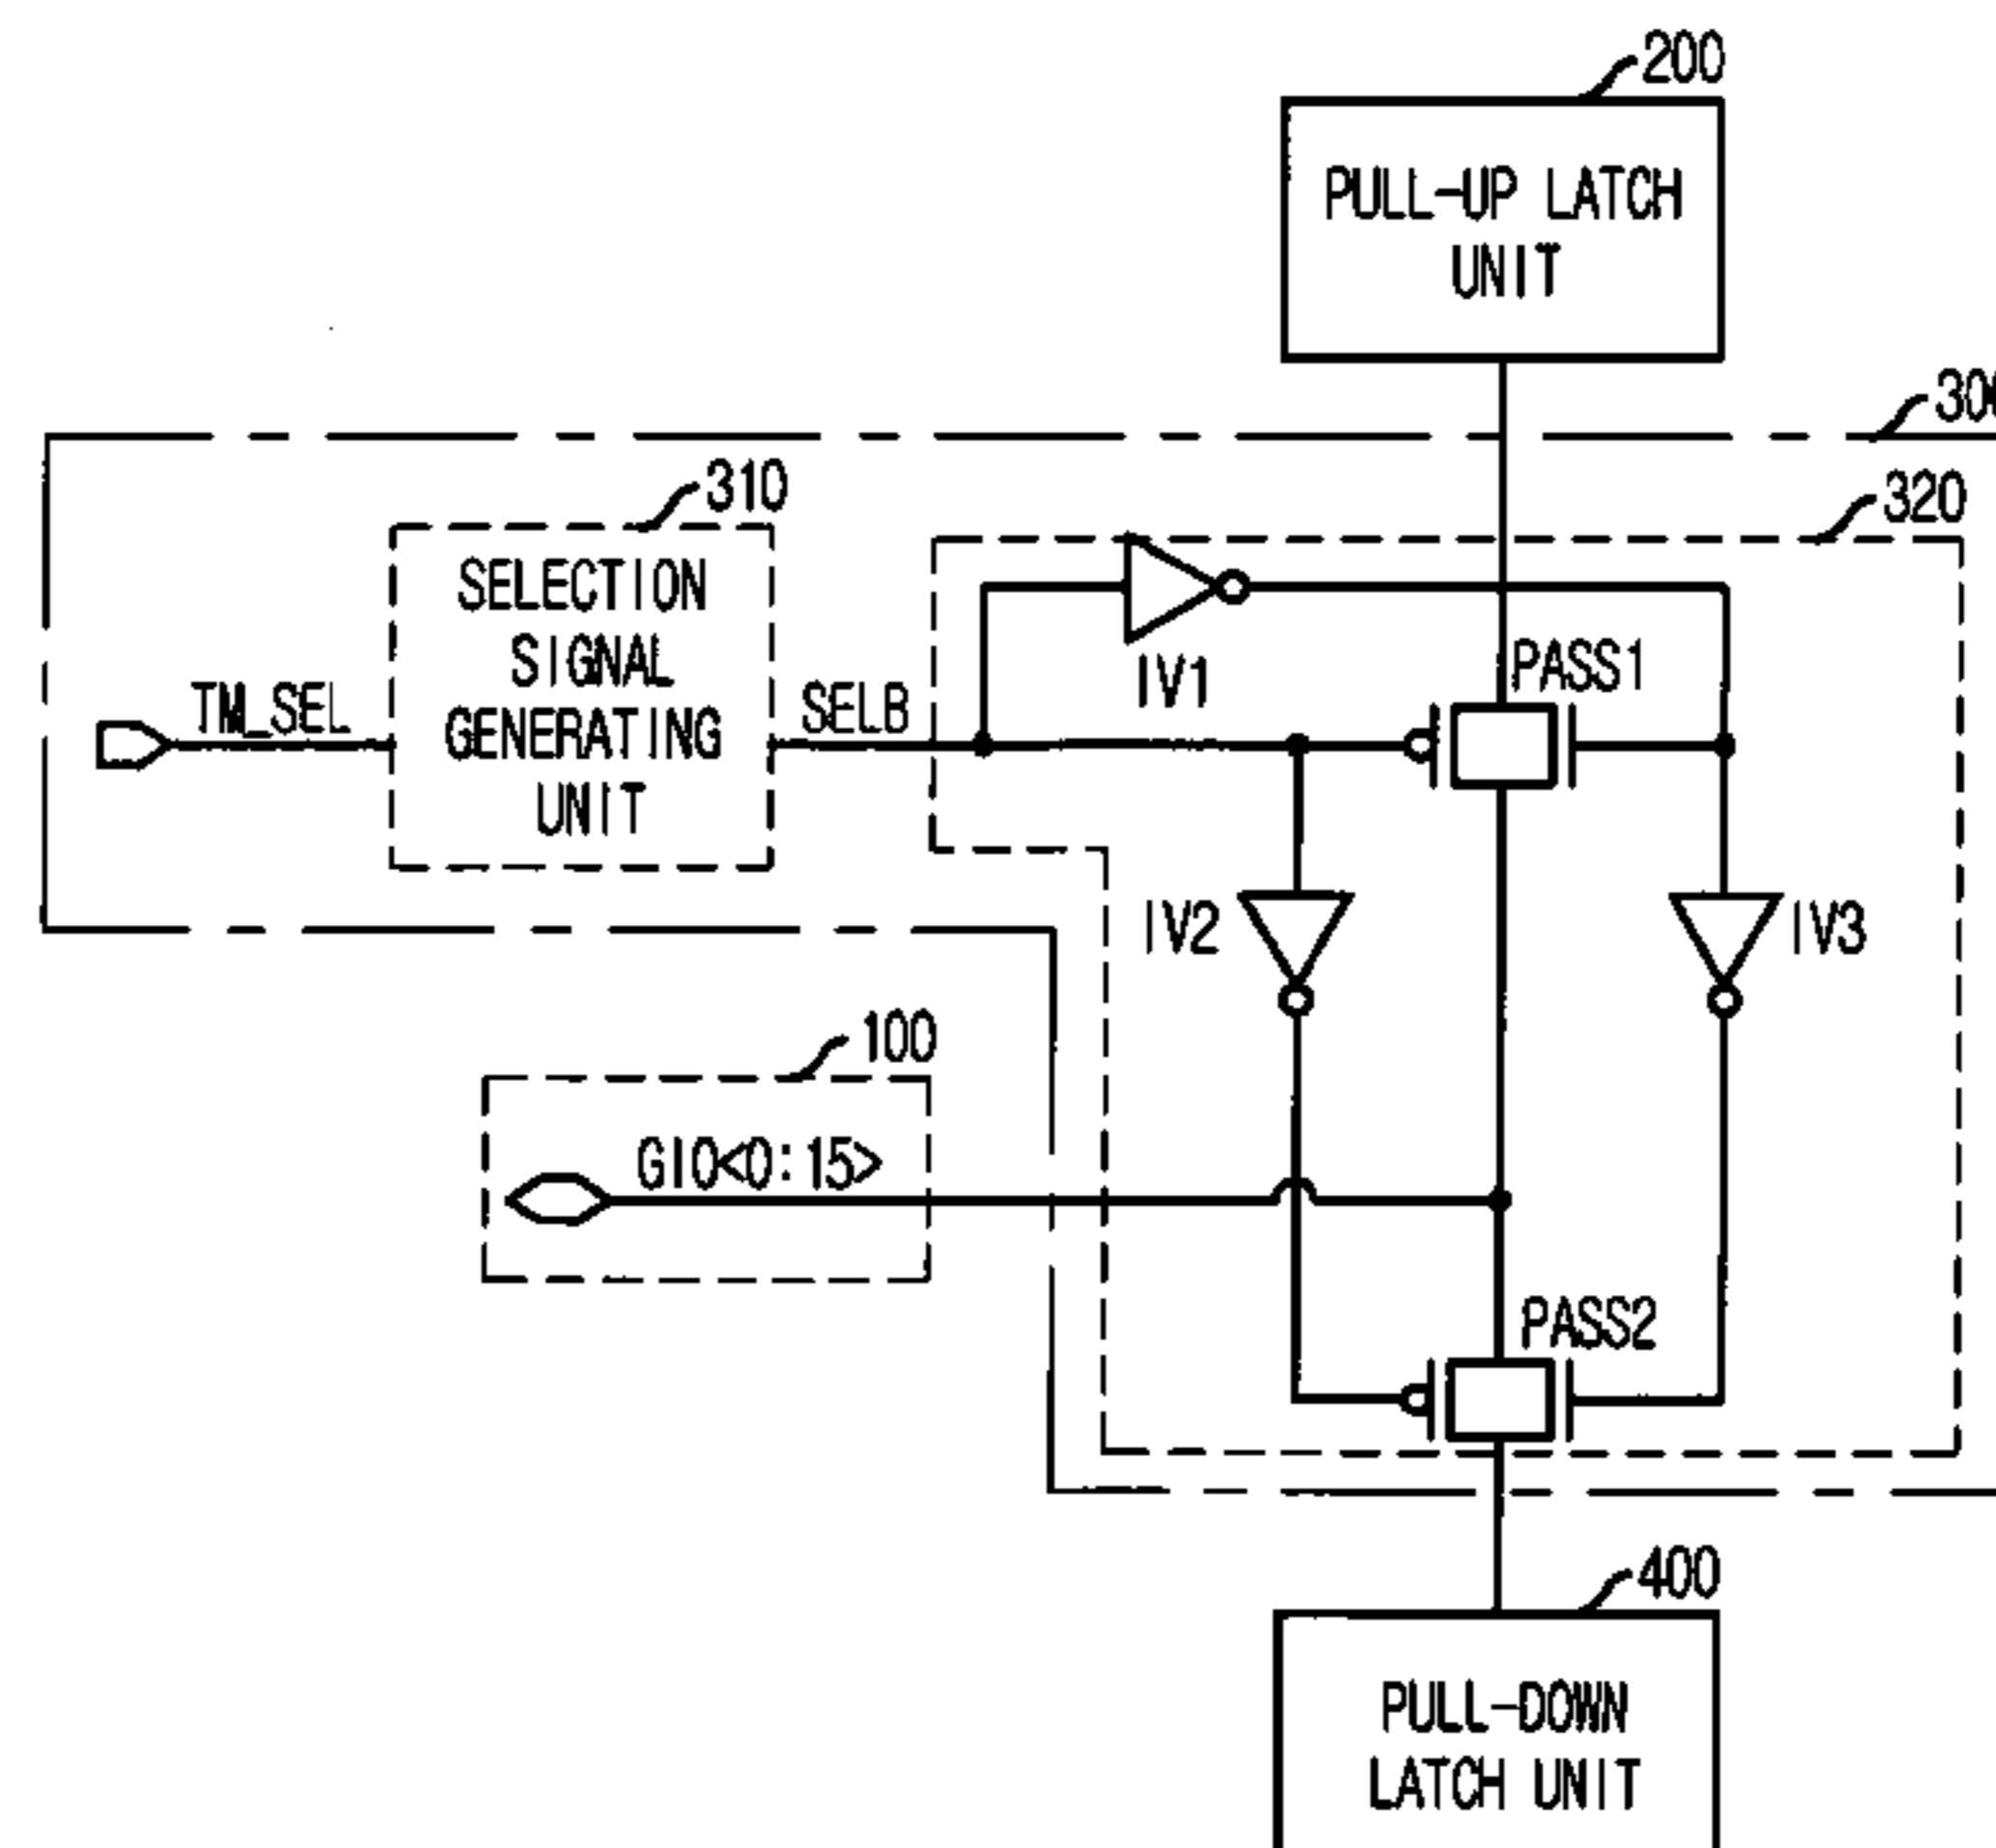 200
PULL-UP LATCH
UNIT
300
310
320
SELECTION
SIGNAL
GENERATING
UNIT
TM_SEL
SELB
IV1
PASS1
IV2
IV3
100
GIO<0:15>
PASS2
400
PULL-DOWN
LATCH UNIT